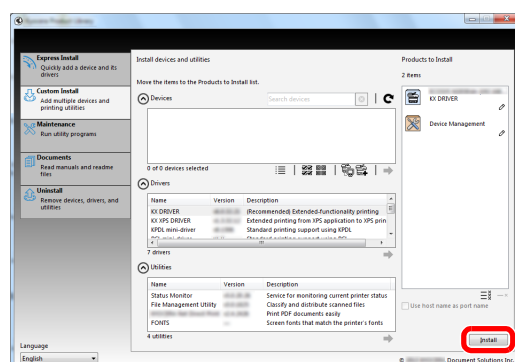 Express Install
Quickly add a device and its
drivers
Custom Install
Add multiple devices and
printing utilities
Maintenance
Run utility programs
Documents
Read manuals and readme
files
Uninstall
Remove devices, drivers, and
utilities
Language
English
Install devices and utilities
Move the items to the Products to Install list.
Devices
Search devices
0 of 0 devices selected
Drivers
Name Version Description
KX DRIVER (Recommended) Extended-functionality printing
KX XPS DRIVER Extended printing from XPS application to XPS prin
KPDL mini-driver Standard printing support using KPDL
7 drivers
Utilities
Name Version Description
Status Monitor Service for monitoring current printer status
File Management Utility Classify and distribute scanned files
Print PDF documents easily
FONTS Screen fonts that match the printer's fonts
4 utilities
Products to Install
2 items
KX DRIVER
Device Management
Use host name as port name
Install
© Document Solutions Inc.